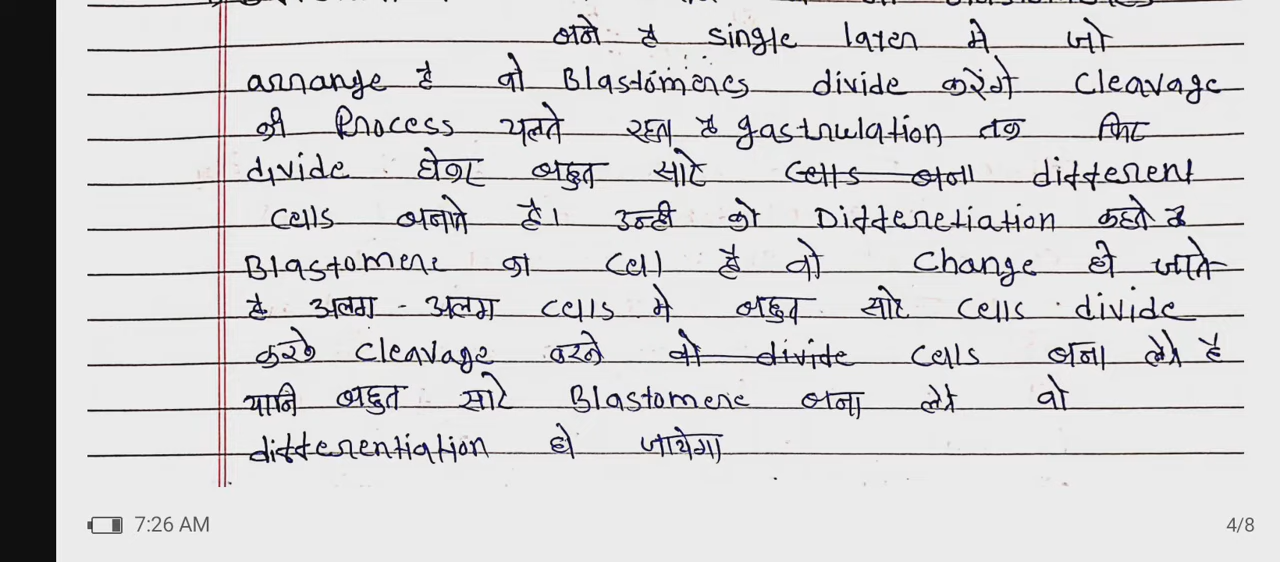 बने है single layer मे जो
arrange है वो Blastomeres divide करेंगे Cleavage
की Process चलते रहता है gastrulation तक फिर
divide होकर बहुत सारे cells बना different
cells बनाते है। उन्ही को Differetiation कहते है
Blastomere का cell है वो change हो जाते
है अलग - अलग cells मे बहुत सारे cells divide
करके cleavage करने वो divide cells बना लेते है
यानि बहुत सारे Blastomere बना लेते वो
differentiation हो जायेगा
7:26 AM
4/8